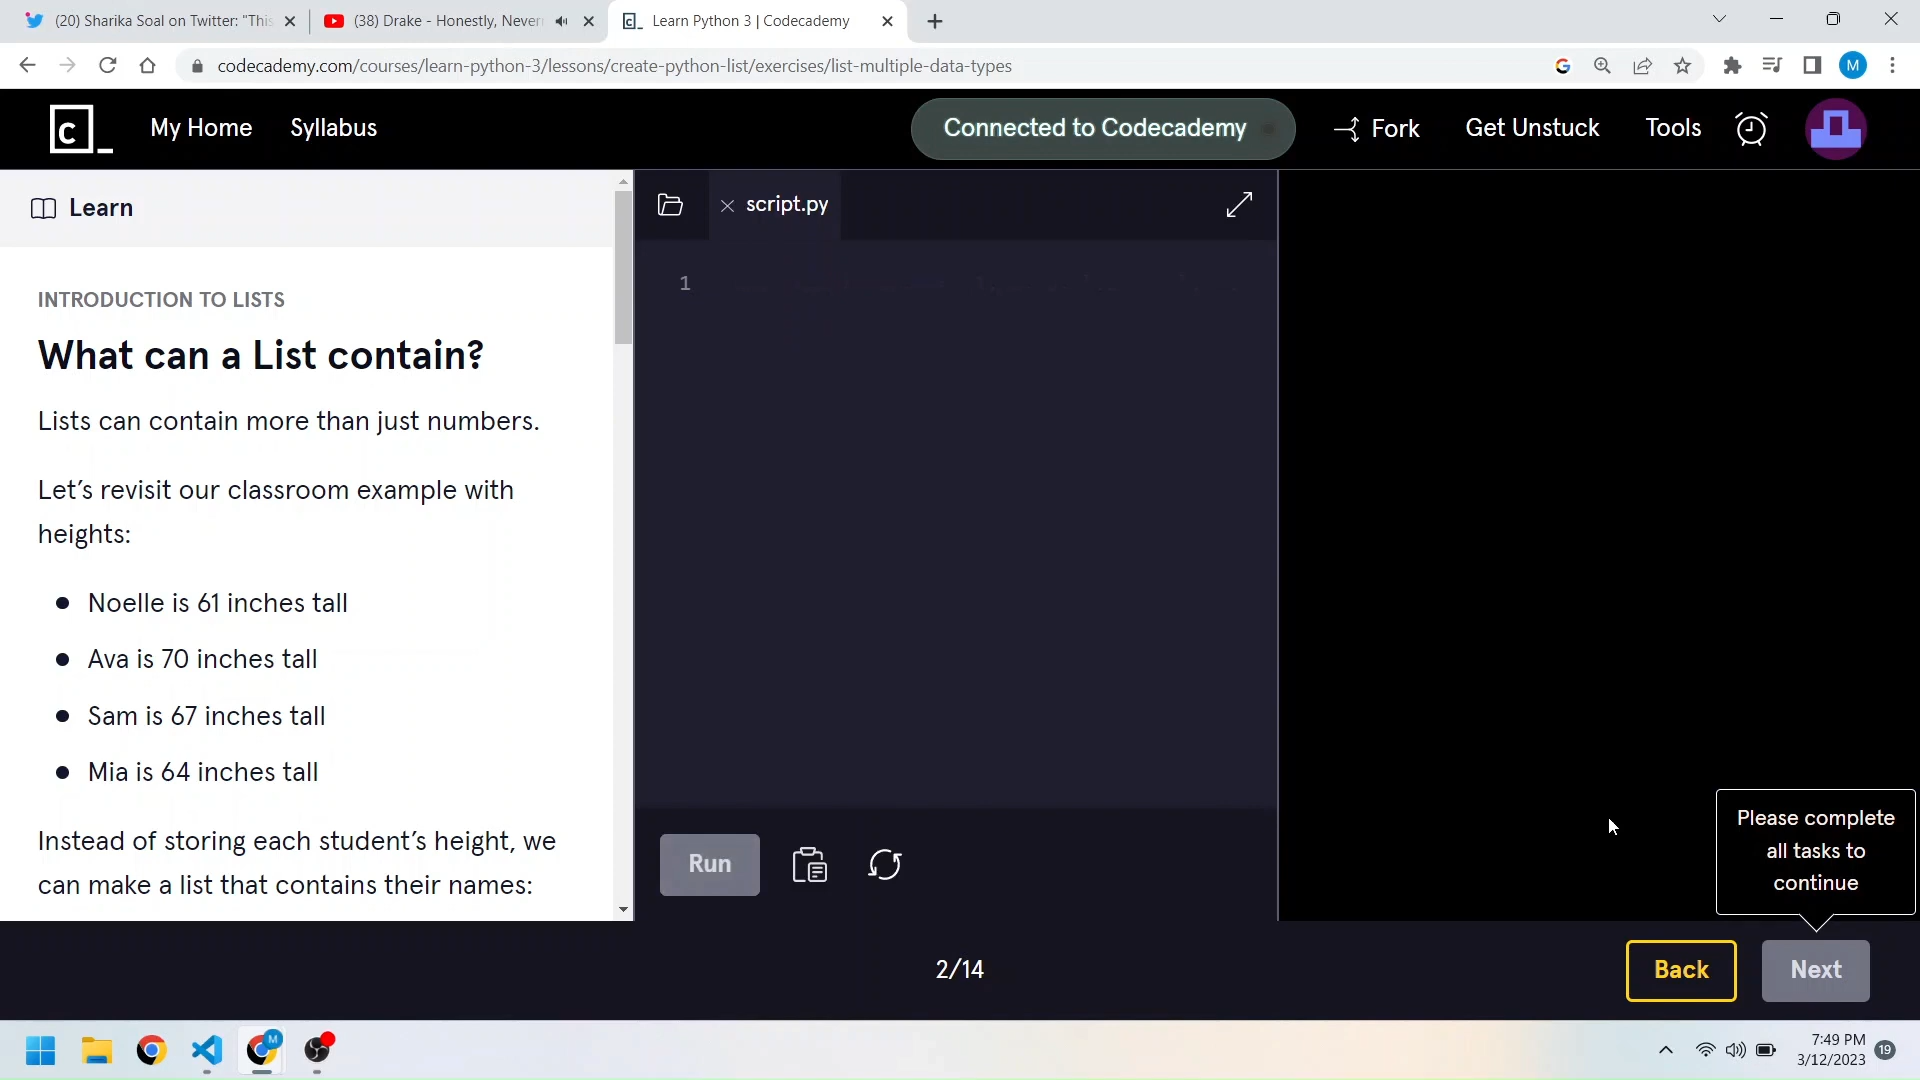 (20) Sharika Soal on Twitter: "This
(38) Drake - Honestly, Never
Learn Python 3 | Codecademy
codecademy.com/courses/learn-python-3/lessons/create-python-list/exercises/list-multiple-data-types
M
c
My Home
Syllabus
Connected to Codecademy
Fork
Get Unstuck
Tools
Learn
script.py
1
INTRODUCTION TO LISTS
What can a List contain?
Lists can contain more than just numbers.
Let's revisit our classroom example with
heights:
Noelle is 61 inches tall
Ava is 70 inches tall
Sam is 67 inches tall
Mia is 64 inches tall
Instead of storing each student's height, we
can make a list that contains their names:
Run
Please complete
all tasks to
continue
2/14
Back
Next
M
7:49 PM
3/12/2023
19